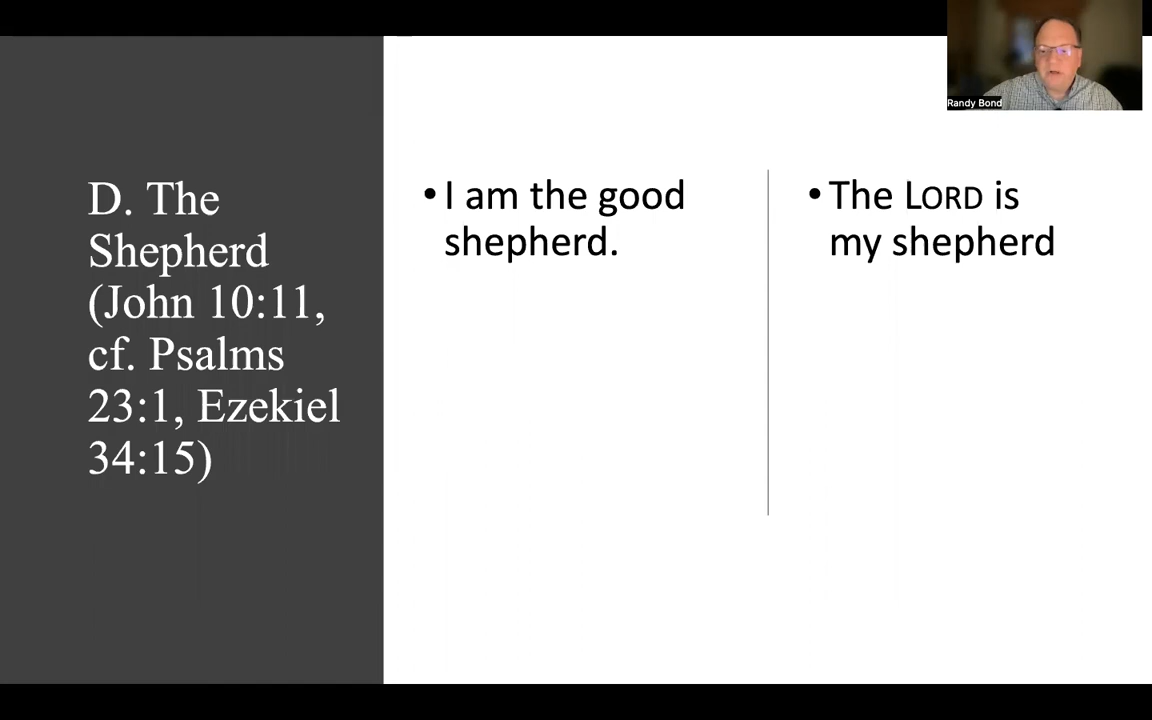 Randy Bond
D. The
Shepherd
(John 10:11,
cf. Psalms
23:1, Ezekiel
34:15)
• I am the good
shepherd.
• The LORD is
my shepherd